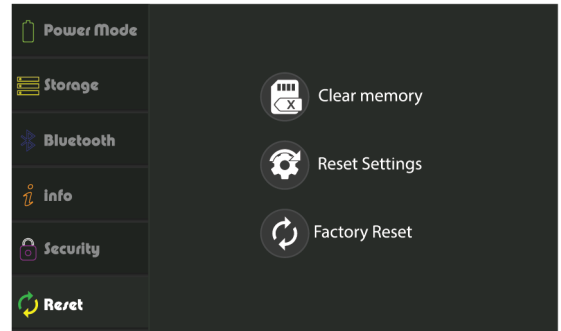 Power Mode
Storage
Bluetooth
info
Security
Reset
Clear memory
Reset Settings
Factory Reset